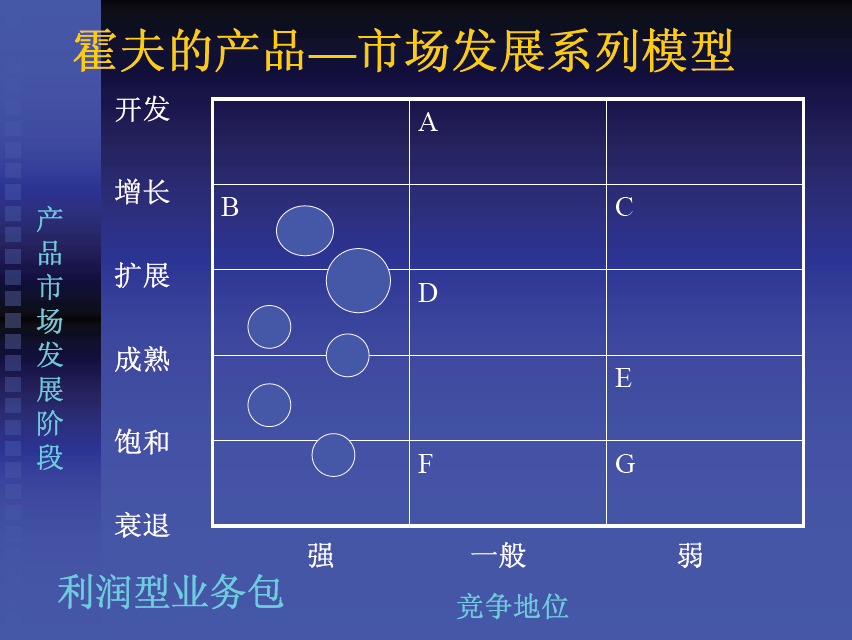 霍夫的产品—市场发展系列模型
产品市场发展阶段
开发
A
增长
B
C
扩展
D
成熟
E
饱和
F
G
衰退
强
一般
弱
利润型业务包
竞争地位